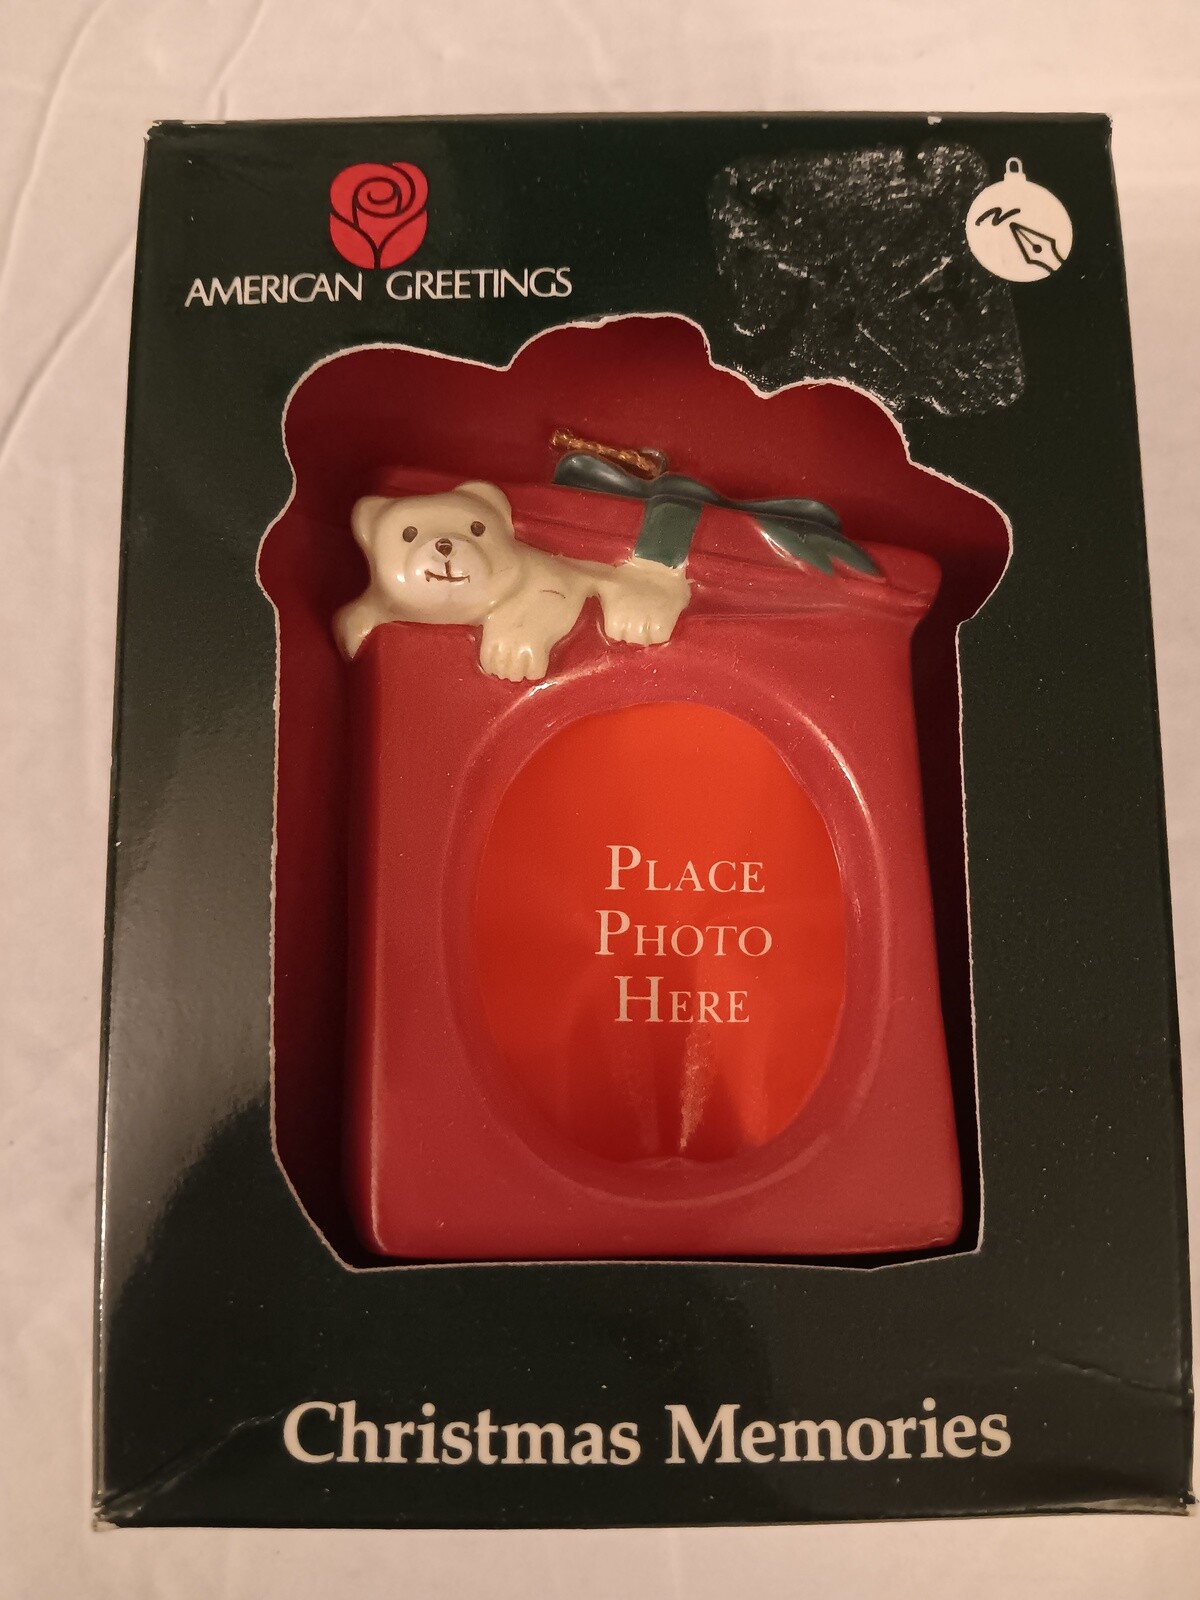 AMERICAN GREETINGS
PLACE
PHOTO
HERE
Christmas Memories